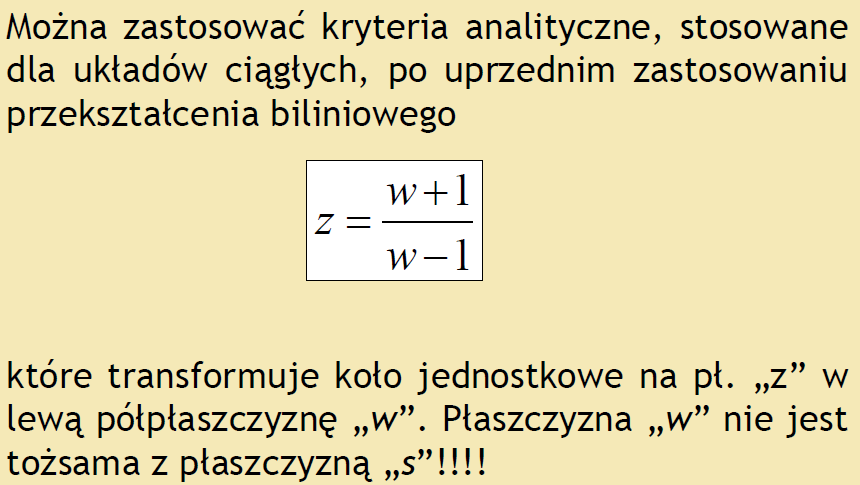 Można zastosować kryteria analityczne, stosowane
dla układów ciągłych, po uprzednim zastosowaniu
przekształcenia biliniowego
z = (w+1)/(w−1)
które transformuje koło jednostkowe na pł. „z” w
lewą półpłaszczyznę „w”. Płaszczyzna „w” nie jest
tożsama z płaszczyzną „s”!!!!